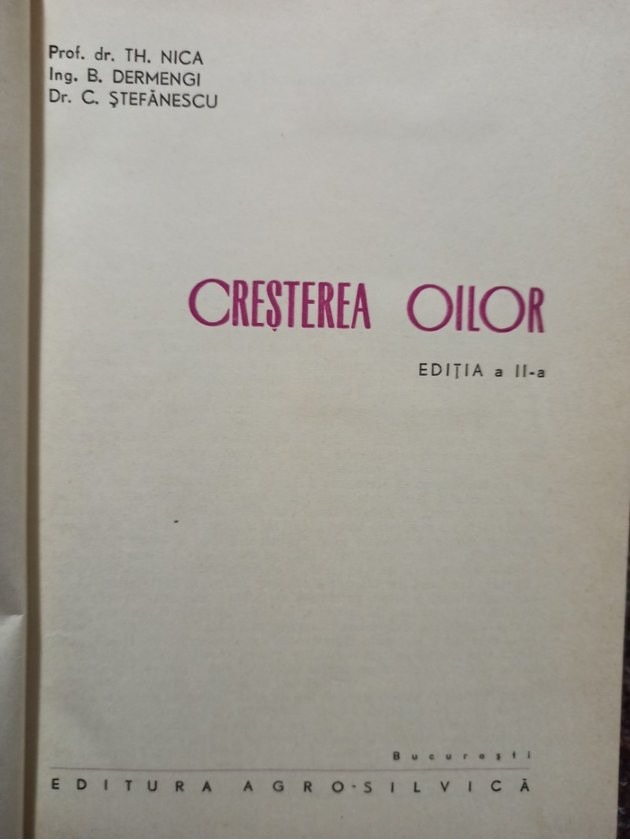 Prof. dr. TH. NICA
Ing. B. DERMENGI
Dr. C. ȘTEFĂNESCU
CREȘTEREA OILOR
EDIȚIA a II-a
București
EDITURA AGRO-SILVICĂ